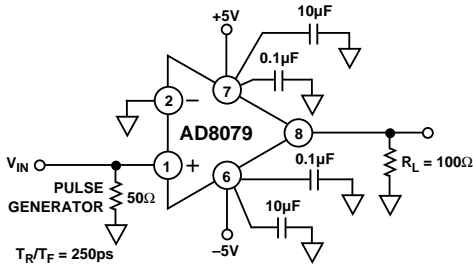 10µF
+5V
0.1µF
7
2 −
AD8079
8
V_IN
1 +
0.1µF
R_L = 100Ω
6
PULSE
GENERATOR
50Ω
10µF
−5V
T_R/T_F = 250ps